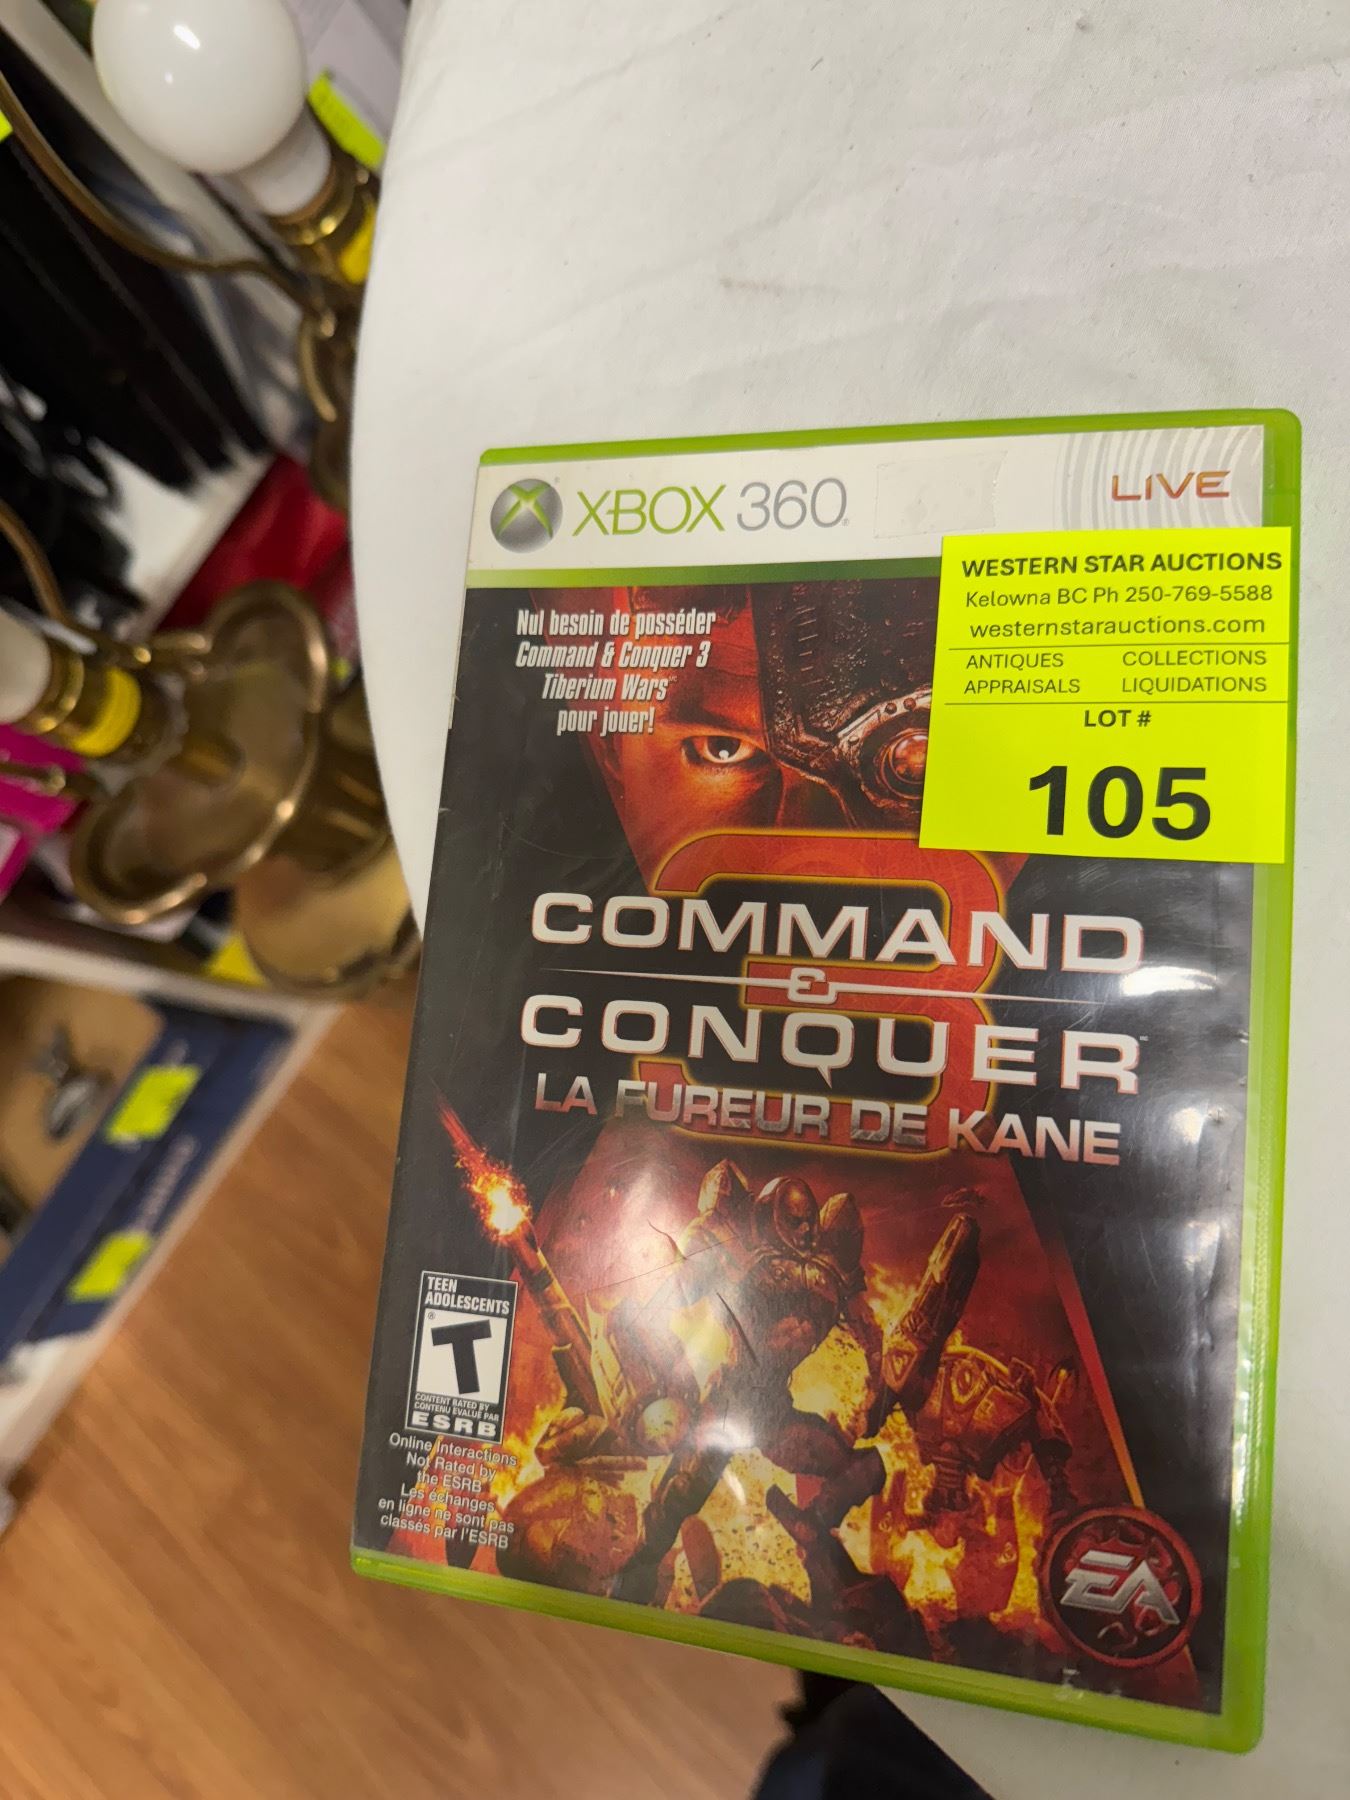 XBOX 360
LIVE
WESTERN STAR AUCTIONS
Kelowna BC Ph 250-769-5588
westernstarauctions.com
ANTIQUES COLLECTIONS
APPRAISALS LIQUIDATIONS
LOT #
105
Nul besoin de posséder
Command & Conquer 3
Tiberium Wars
pour jouer!
3
COMMAND
&
CONQUER
LA FUREUR DE KANE
TEEN
ADOLESCENTS
T
CONTENT RATED BY
CONTENU ÉVALUÉ PAR
ESRB
Online Interactions
Not Rated by
the ESRB
Les échanges
en ligne ne sont pas
classés par l'ESRB
EA